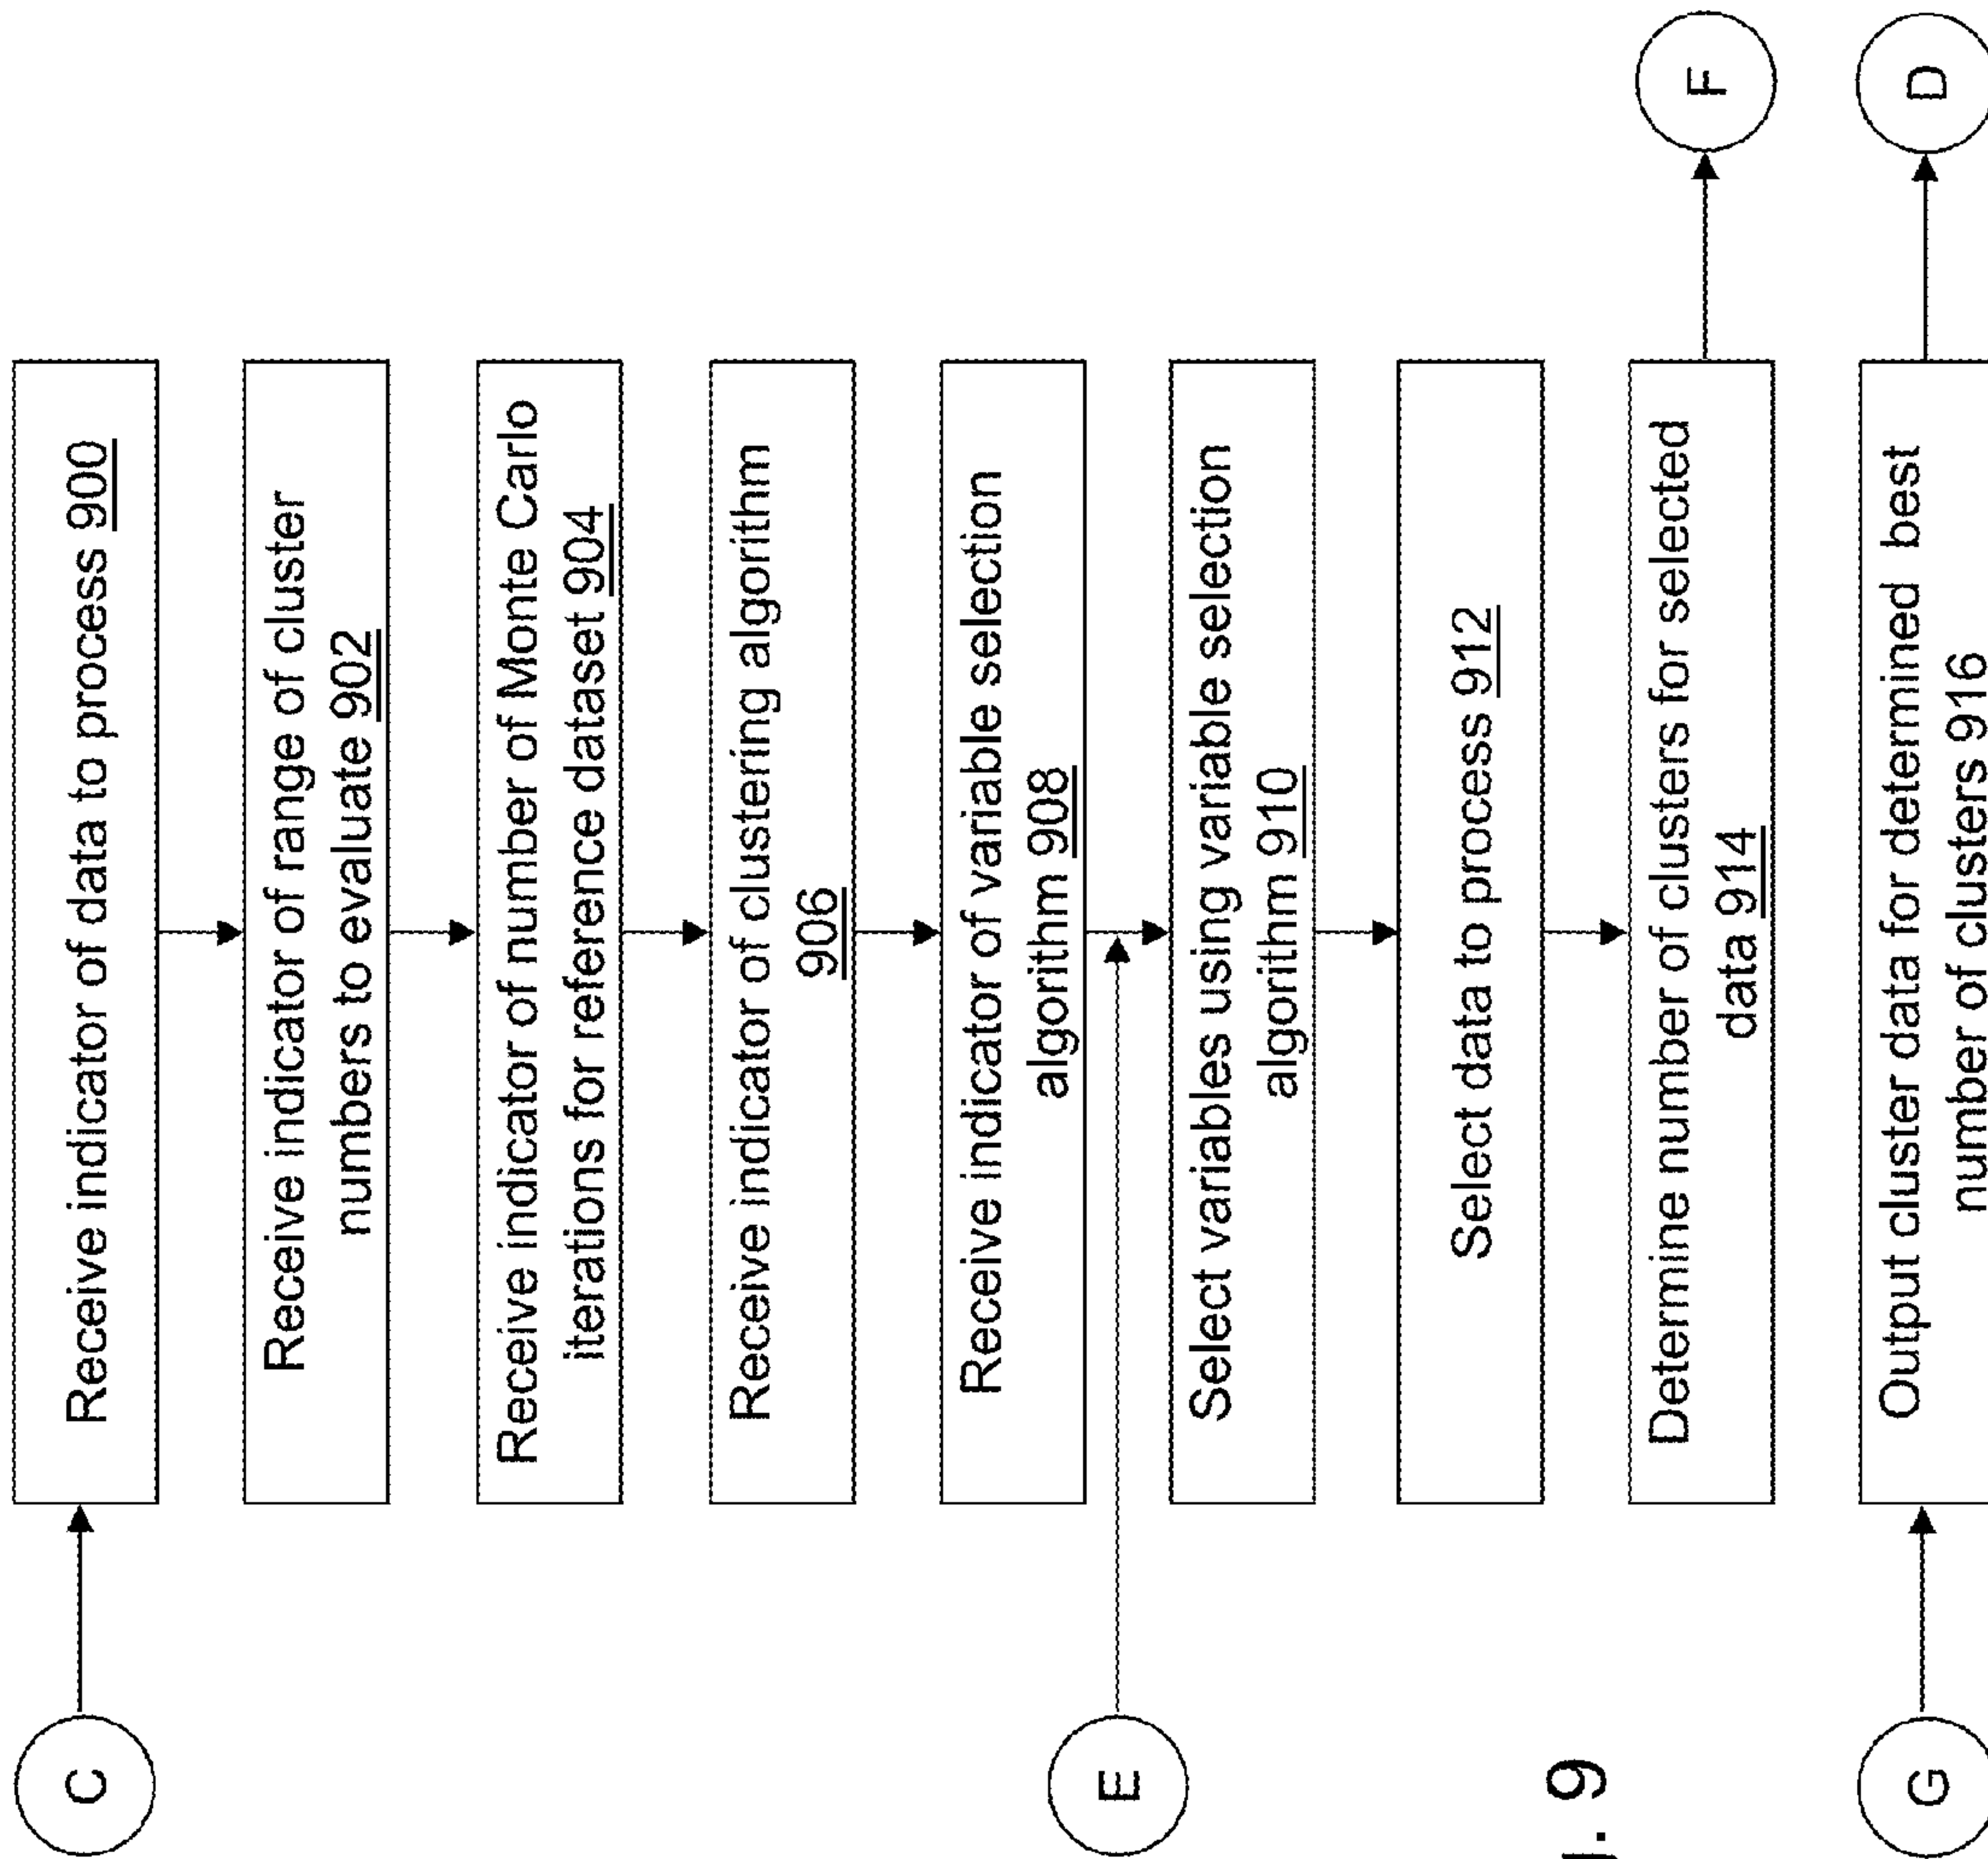 C
Receive indicator of data to process 900
Receive indicator of range of cluster
numbers to evaluate 902
Receive indicator of number of Monte Carlo
iterations for reference dataset 904
Receive indicator of clustering algorithm
906
Receive indicator of variable selection
algorithm 908
E
Select variables using variable selection
algorithm 910
Select data to process 912
Determine number of clusters for selected
data 914
F
G
Output cluster data for determined best
number of clusters 916
D
9